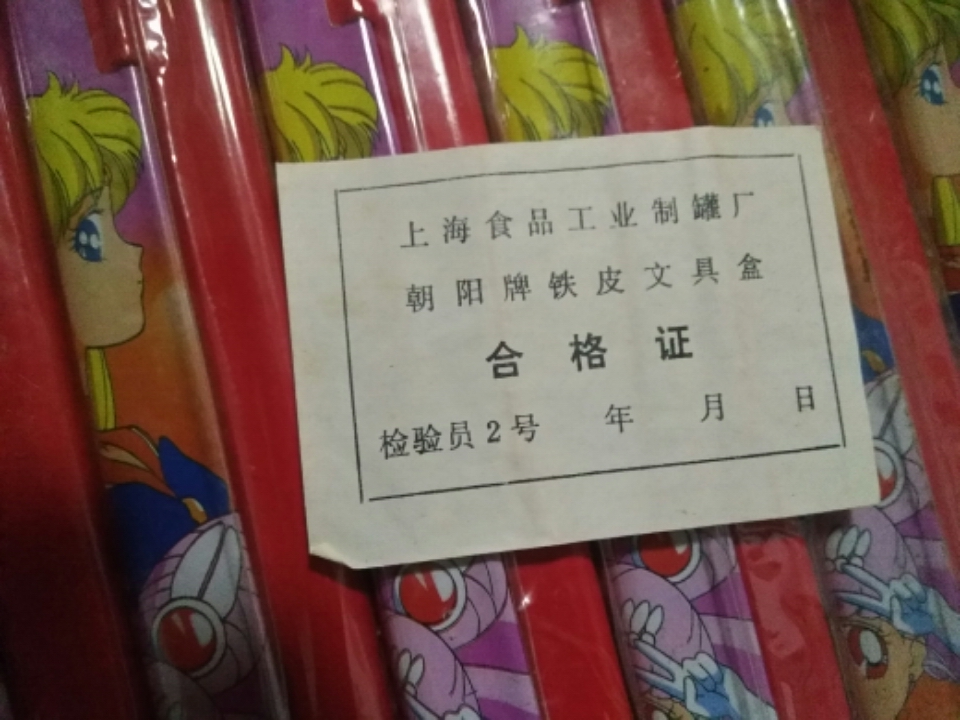 上海食品工业制罐厂
朝阳牌铁皮文具盒
合格证
检验员2号 年 月 日